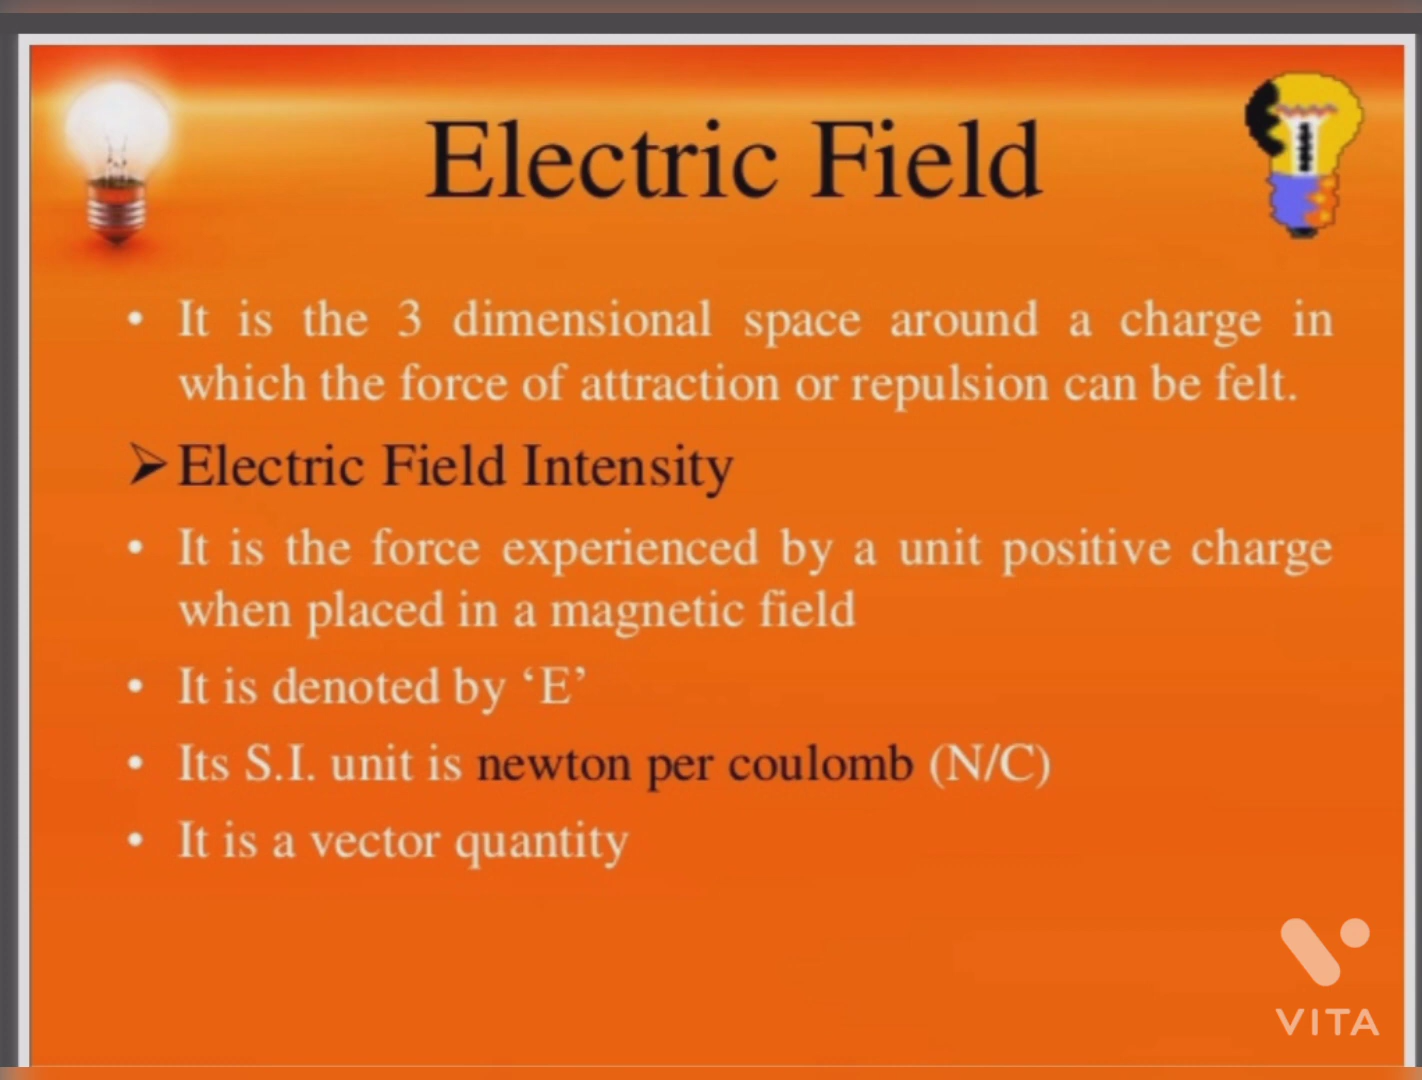 Electric Field
• It is the 3 dimensional space around a charge in
which the force of attraction or repulsion can be felt.
➢ Electric Field Intensity
• It is the force experienced by a unit positive charge
when placed in a magnetic field
• It is denoted by ‘E’
• Its S.I. unit is newton per coulomb (N/C)
• It is a vector quantity
VITA